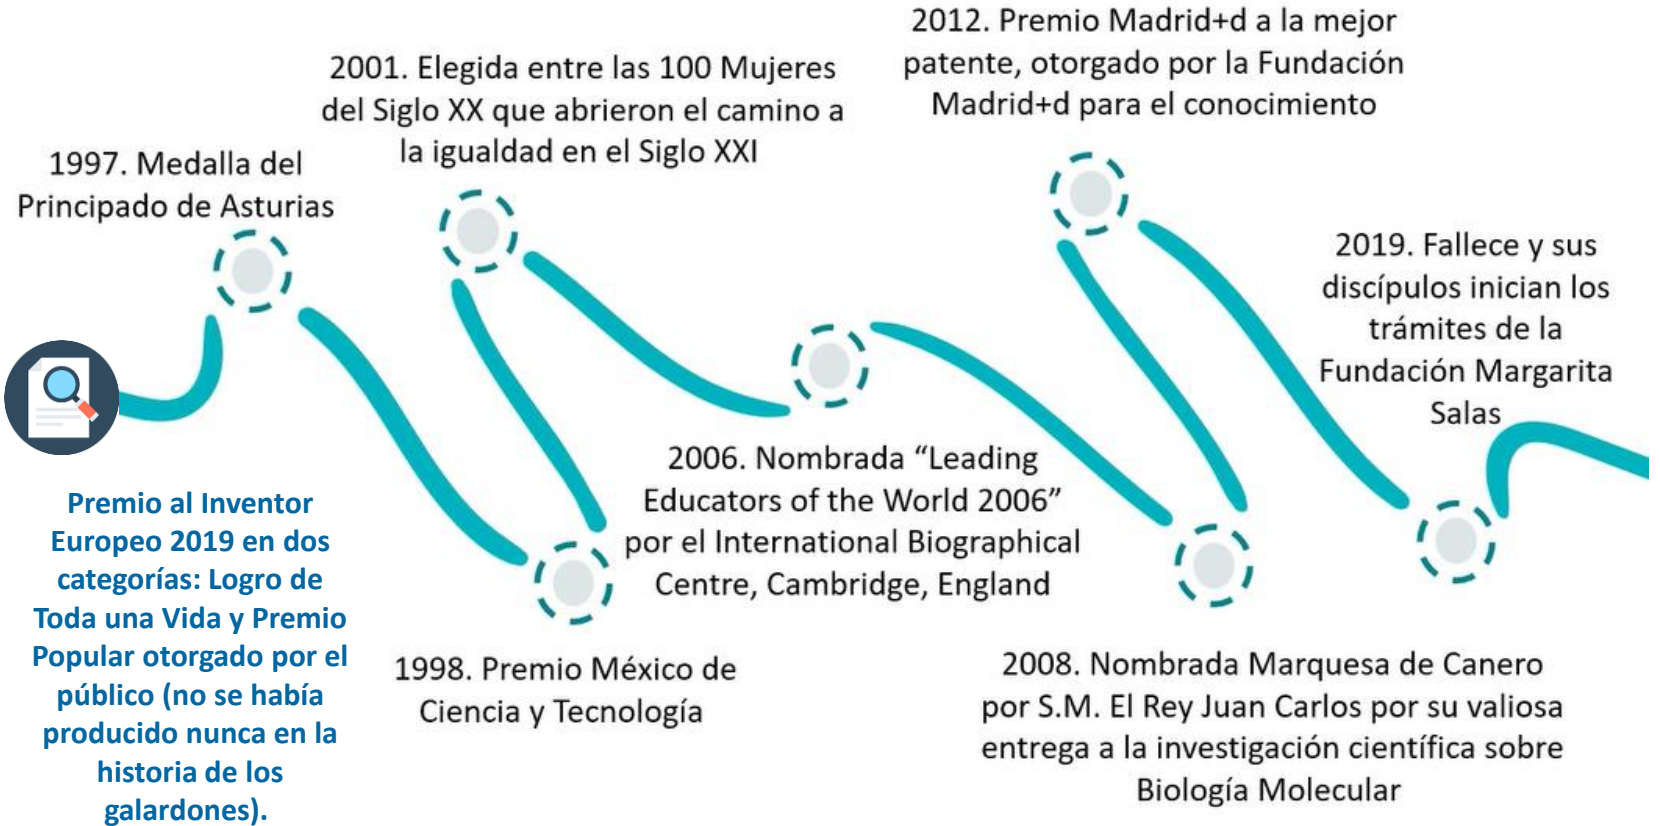 1997. Medalla del
Principado de Asturias
2001. Elegida entre las 100 Mujeres
del Siglo XX que abrieron el camino a
la igualdad en el Siglo XXI
2012. Premio Madrid+d a la mejor
patente, otorgado por la Fundación
Madrid+d para el conocimiento
2019. Fallece y sus
discípulos inician los
trámites de la
Fundación Margarita
Salas
Premio al Inventor
Europeo 2019 en dos
categorías: Logro de
Toda una Vida y Premio
Popular otorgado por el
público (no se había
producido nunca en la
historia de los
galardones).
1998. Premio México de
Ciencia y Tecnología
2006. Nombrada “Leading
Educators of the World 2006”
por el International Biographical
Centre, Cambridge, England
2008. Nombrada Marquesa de Canero
por S.M. El Rey Juan Carlos por su valiosa
entrega a la investigación científica sobre
Biología Molecular